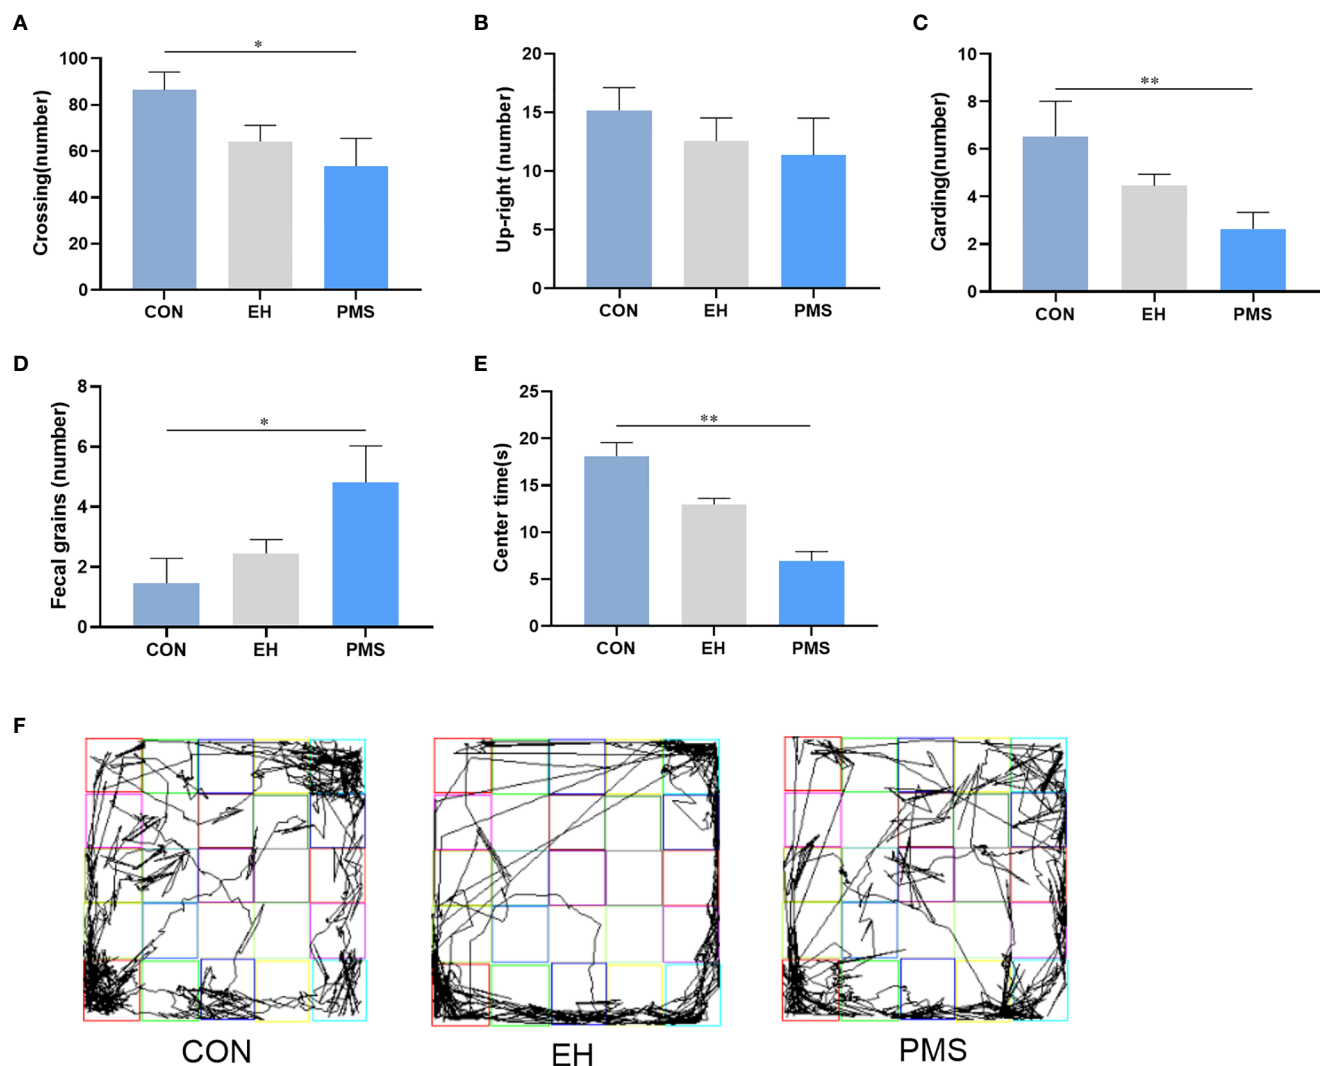 A
Crossing(number)
100
80
60
40
20
0
*
CON EH PMS
B
Up-right (number)
20
15
10
5
0
CON EH PMS
C
Carding(number)
10
8
6
4
2
0
**
CON EH PMS
D
Fecal grains (number)
8
6
4
2
0
*
CON EH PMS
E
Center time(s)
25
20
15
10
5
0
**
CON EH PMS
F
CON EH PMS